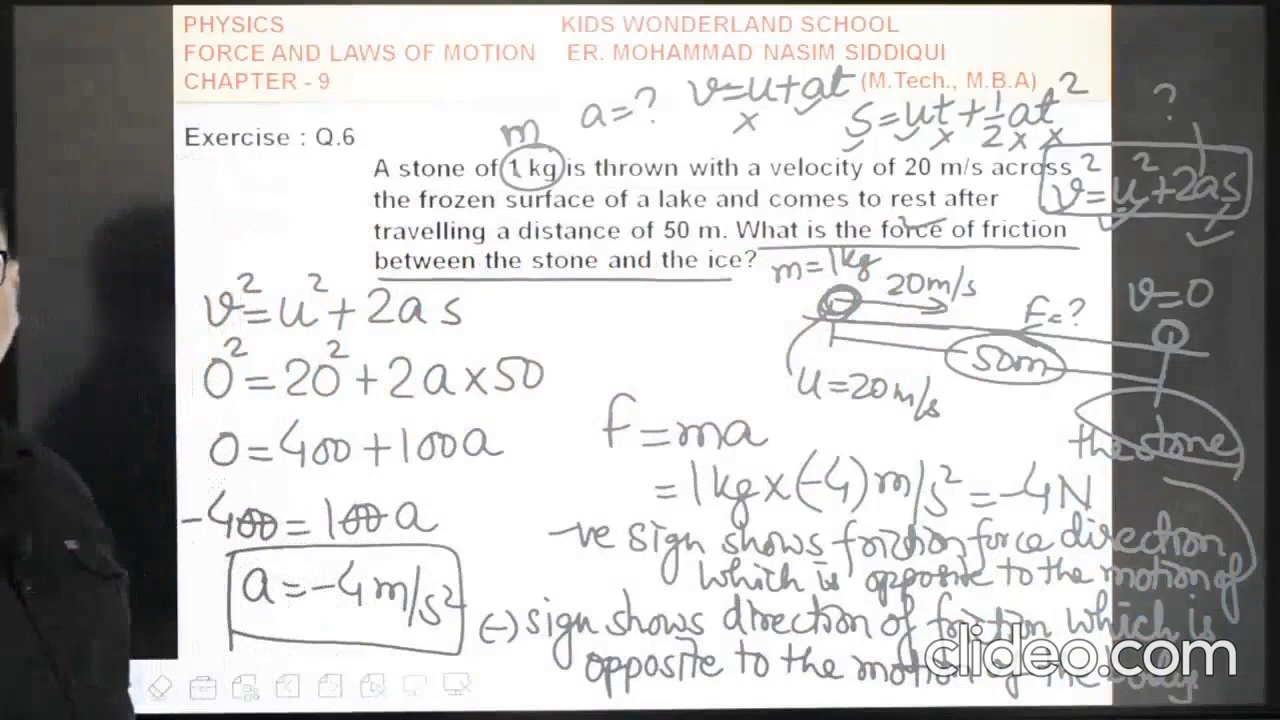 PHYSICS KIDS WONDERLAND SCHOOL
FORCE AND LAWS OF MOTION ER. MOHAMMAD NASIM SIDDIQUI
CHAPTER - 9 (M.Tech., M.B.A)
a=? v=u+at
x
s=ut+½at²
x x x
?
Exercise : Q.6
m
A stone of 1 kg is thrown with a velocity of 20 m/s across
the frozen surface of a lake and comes to rest after
travelling a distance of 50 m. What is the force of friction
between the stone and the ice?
v²=u²+2as
m=1kg
20m/s
v=0
f=?
50m
u=20m/s
v²=u²+2as
0²=20²+2a×50
0=400+100a
-400=100a
a=-4m/s²
f=ma
=1kg×(-4)m/s²=-4N
-ve sign shows friction force direction
which is opposite to the motion of
the stone
(-) sign shows direction of friction which is
opposite to the motion of the body.
clideo.com